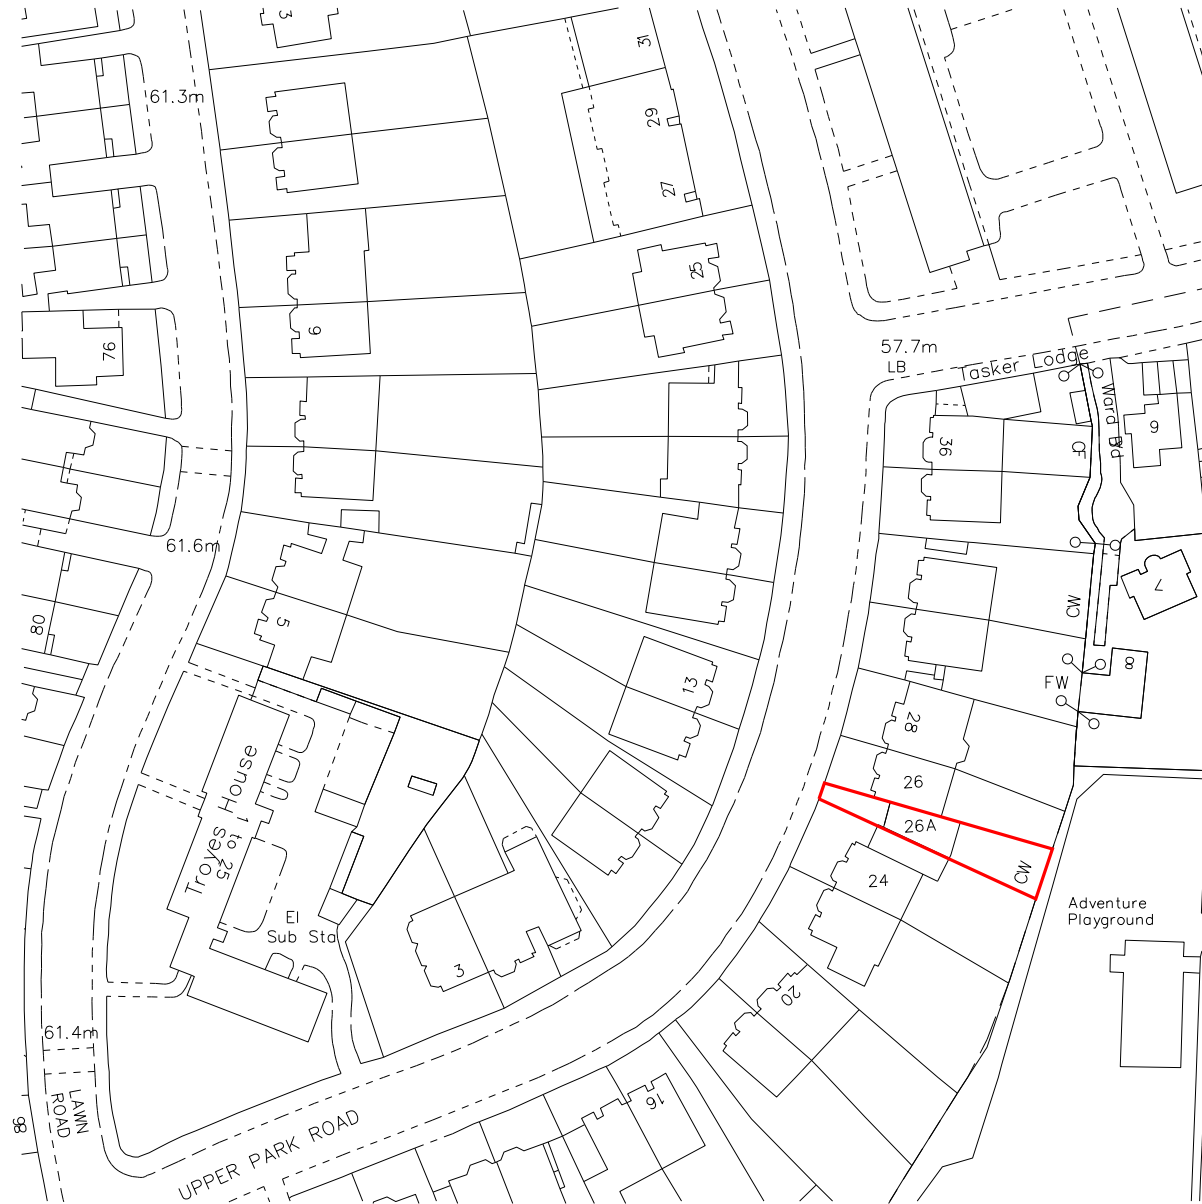 3
31
61.3m
29
27
25
9
76
57.7m
LB
Tasker Lodge
Ward Bd
36
CF
9
61.6m
5
80
CW
7
8
FW
13
28
26
26A
24
CW
Troyes House
1 to 25
El
Sub Sta
3
20
Adventure
Playground
61.4m
LAWN
ROAD
86
16
UPPER PARK ROAD